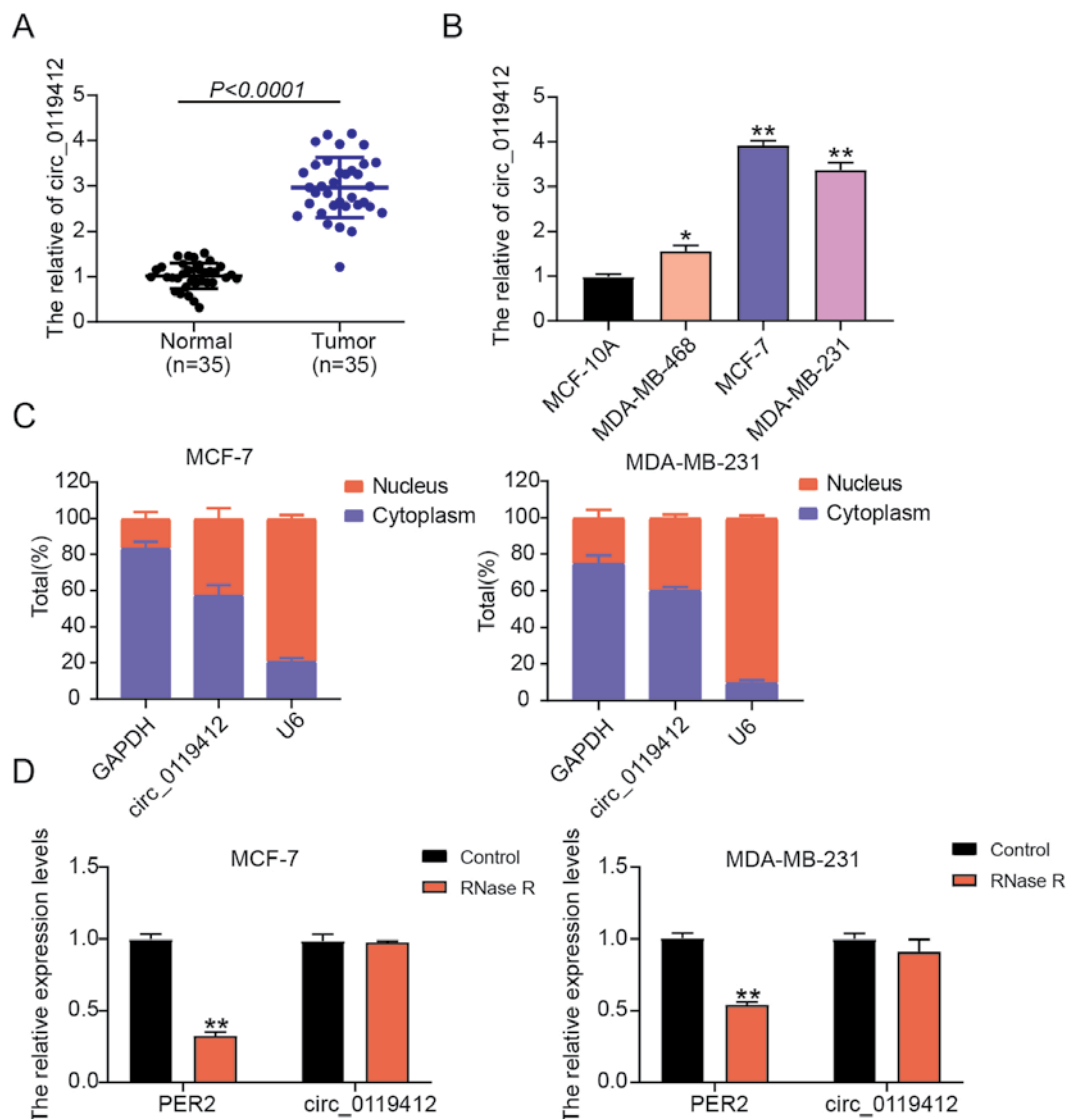 A
The relative of circ_0119412
P<0.0001
5
4
3
2
1
0
Normal
(n=35)
Tumor
(n=35)
B
The relative of circ_0119412
5
4
3
2
1
0
*
**
**
MCF-10A
MDA-MB-468
MCF-7
MDA-MB-231
C
MCF-7
Total(%)
120
100
80
60
40
20
0
Nucleus
Cytoplasm
GAPDH
circ_0119412
U6
MDA-MB-231
Total(%)
120
100
80
60
40
20
0
Nucleus
Cytoplasm
GAPDH
circ_0119412
U6
D
MCF-7
The relative expression levels
1.5
1.0
0.5
0.0
Control
RNase R
**
PER2
circ_0119412
MDA-MB-231
The relative expression levels
1.5
1.0
0.5
0.0
Control
RNase R
**
PER2
circ_0119412